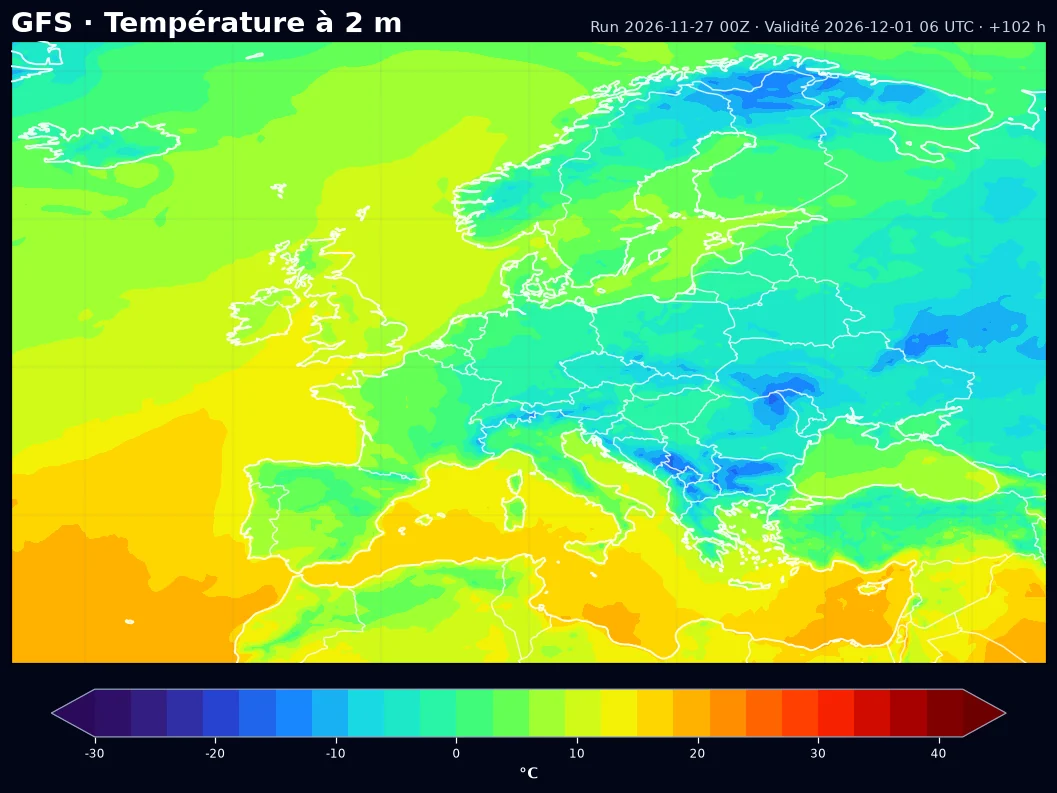 GFS · Température à 2 m
Run 2026-11-27 00Z · Validité 2026-12-01 06 UTC · +102 h
-30 -20 -10 0 10 20 30 40
°C